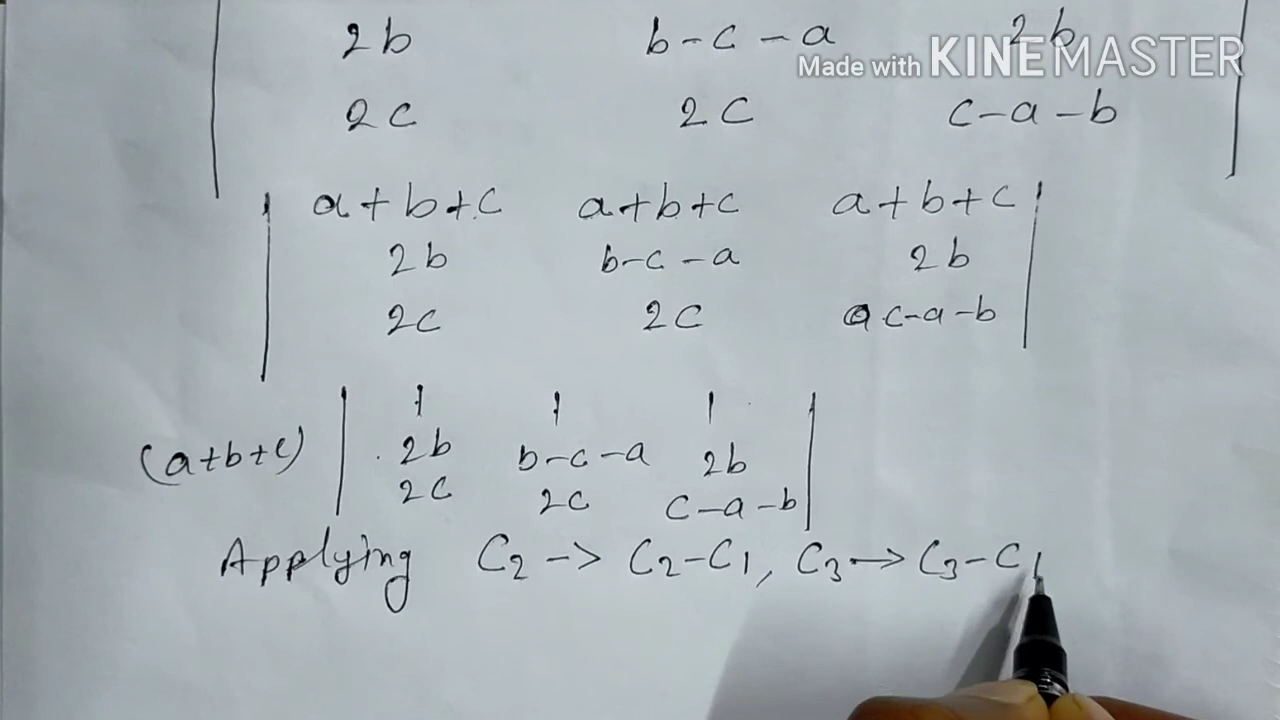 2b b-c-a 2b
Made with KINEMASTER
2c 2c c-a-b
a+b+c a+b+c a+b+c
2b b-c-a 2b
2c 2c c-a-b
1 1 1
(a+b+c) 2b b-c-a 2b
2c 2c c-a-b
Applying C2 -> C2-C1, C3 -> C3-C1